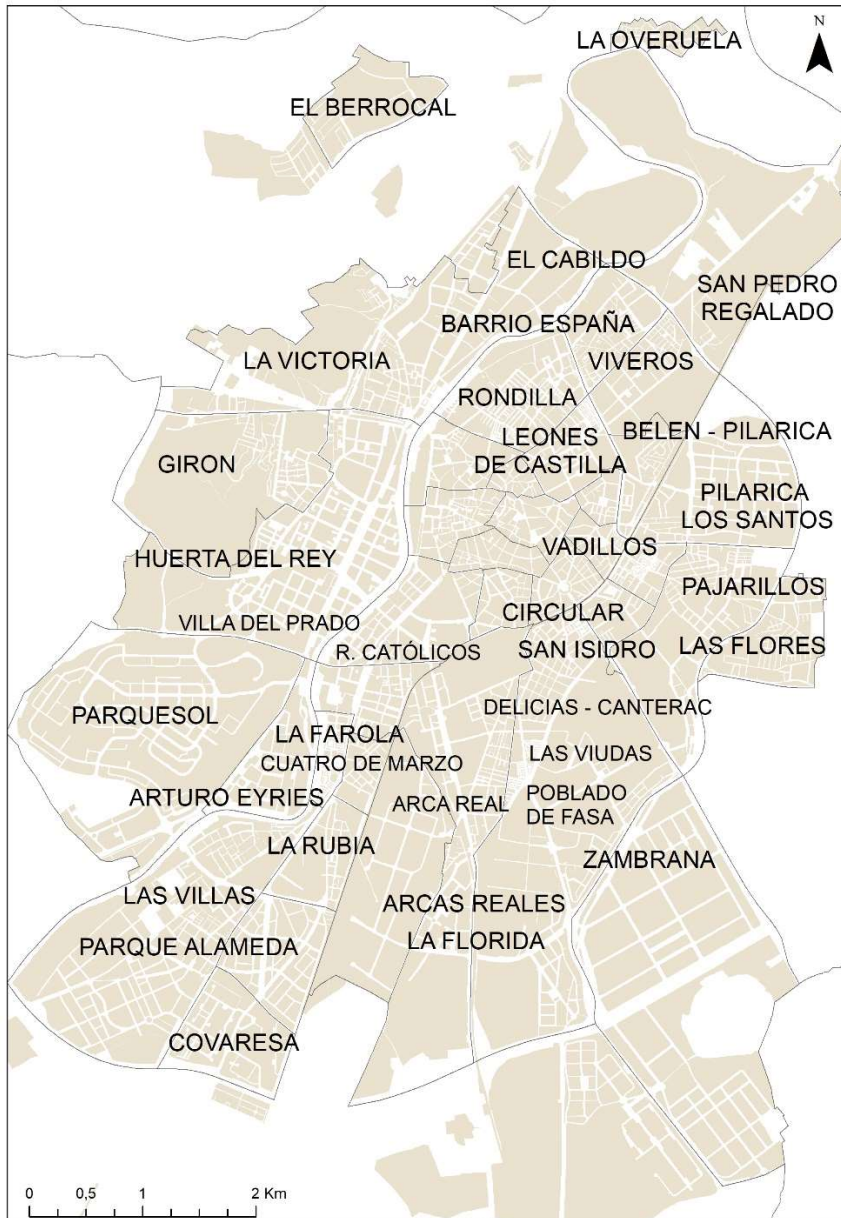 N
LA OVERUELA
EL BERROCAL
EL CABILDO
SAN PEDRO
REGALADO
BARRIO ESPAÑA
LA VICTORIA
VIVEROS
RONDILLA
LEONES
DE CASTILLA
BELEN - PILARICA
GIRON
PILARICA
LOS SANTOS
HUERTA DEL REY
VADILLOS
PAJARILLOS
VILLA DEL PRADO
CIRCULAR
R. CATÓLICOS
SAN ISIDRO
LAS FLORES
PARQUESOL
DELICIAS - CANTERAC
LA FAROLA
LAS VIUDAS
CUATRO DE MARZO
ARTURO EYRIES
ARCA REAL
POBLADO
DE FASA
LA RUBIA
ZAMBRANA
LAS VILLAS
ARCAS REALES
PARQUE ALAMEDA
LA FLORIDA
COVARESA
0 0,5 1 2 Km